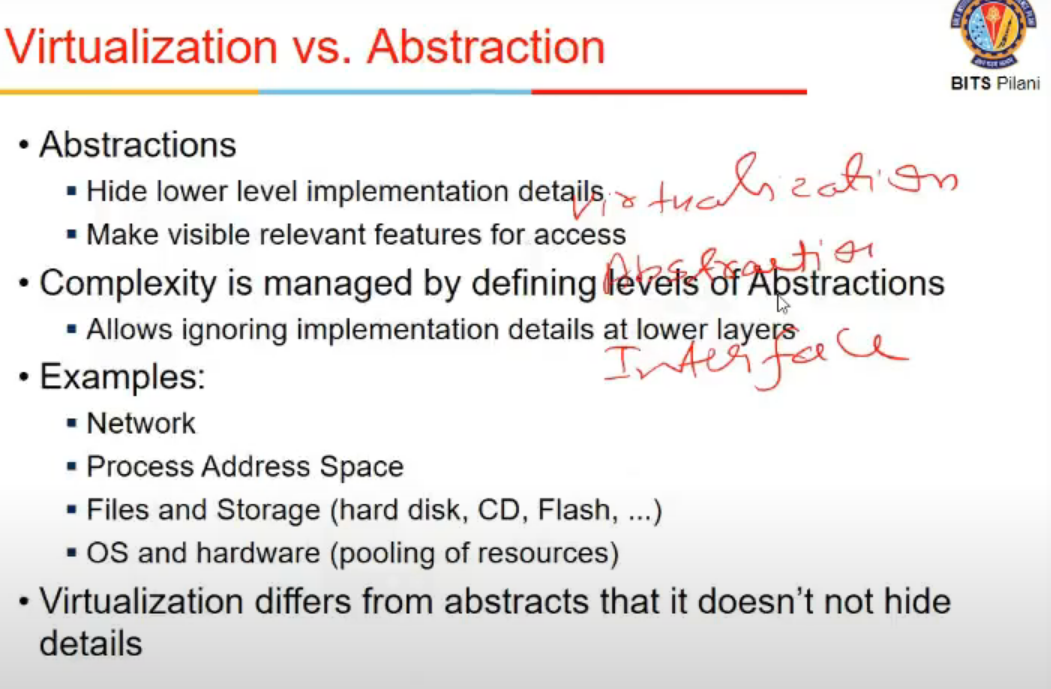 Virtualization vs. Abstraction
BITS Pilani
• Abstractions
▪ Hide lower level implementation details
Virtualization
▪ Make visible relevant features for access
Abstraction
• Complexity is managed by defining levels of Abstractions
▪ Allows ignoring implementation details at lower layers
Interface
• Examples:
▪ Network
▪ Process Address Space
▪ Files and Storage (hard disk, CD, Flash, ...)
▪ OS and hardware (pooling of resources)
• Virtualization differs from abstracts that it doesn't not hide
details